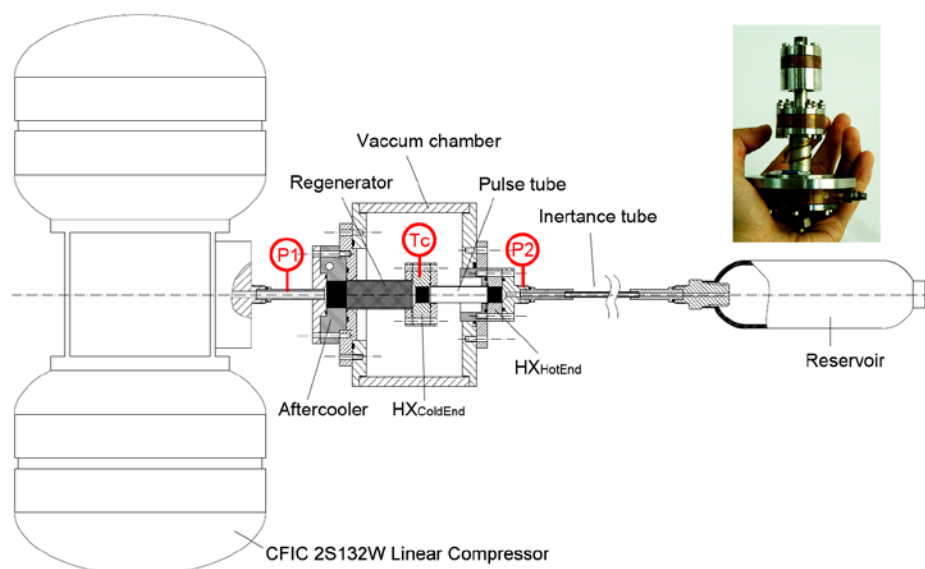 Vaccum chamber
Regenerator
Pulse tube
Inertance tube
P1
Tc
P2
HXHotEnd
Reservoir
Aftercooler
HXColdEnd
CFIC 2S132W Linear Compressor